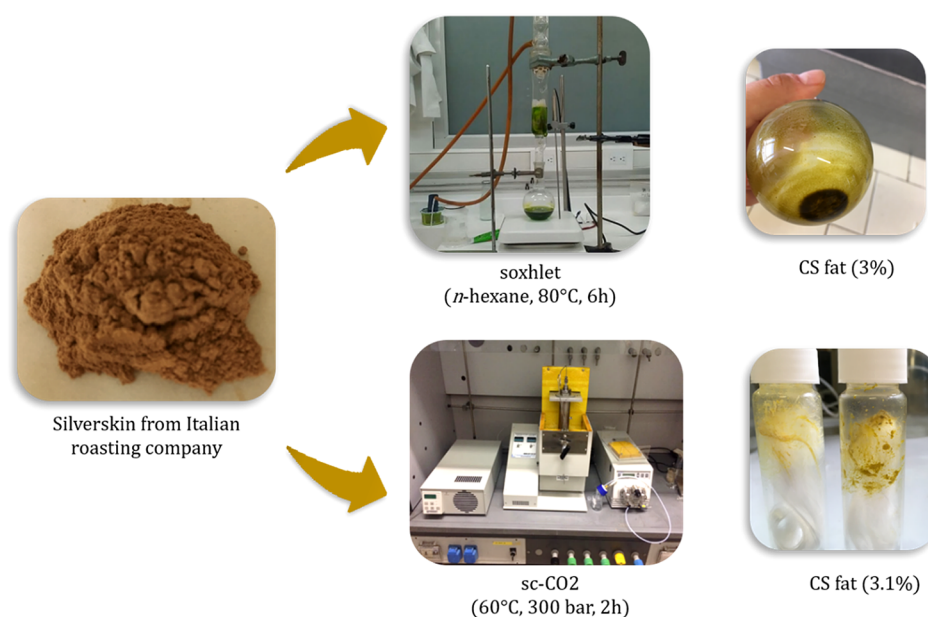 soxhlet
(n-hexane, 80°C, 6h)
CS fat (3%)
Silverskin from Italian
roasting company
sc-CO2
(60°C, 300 bar, 2h)
CS fat (3.1%)